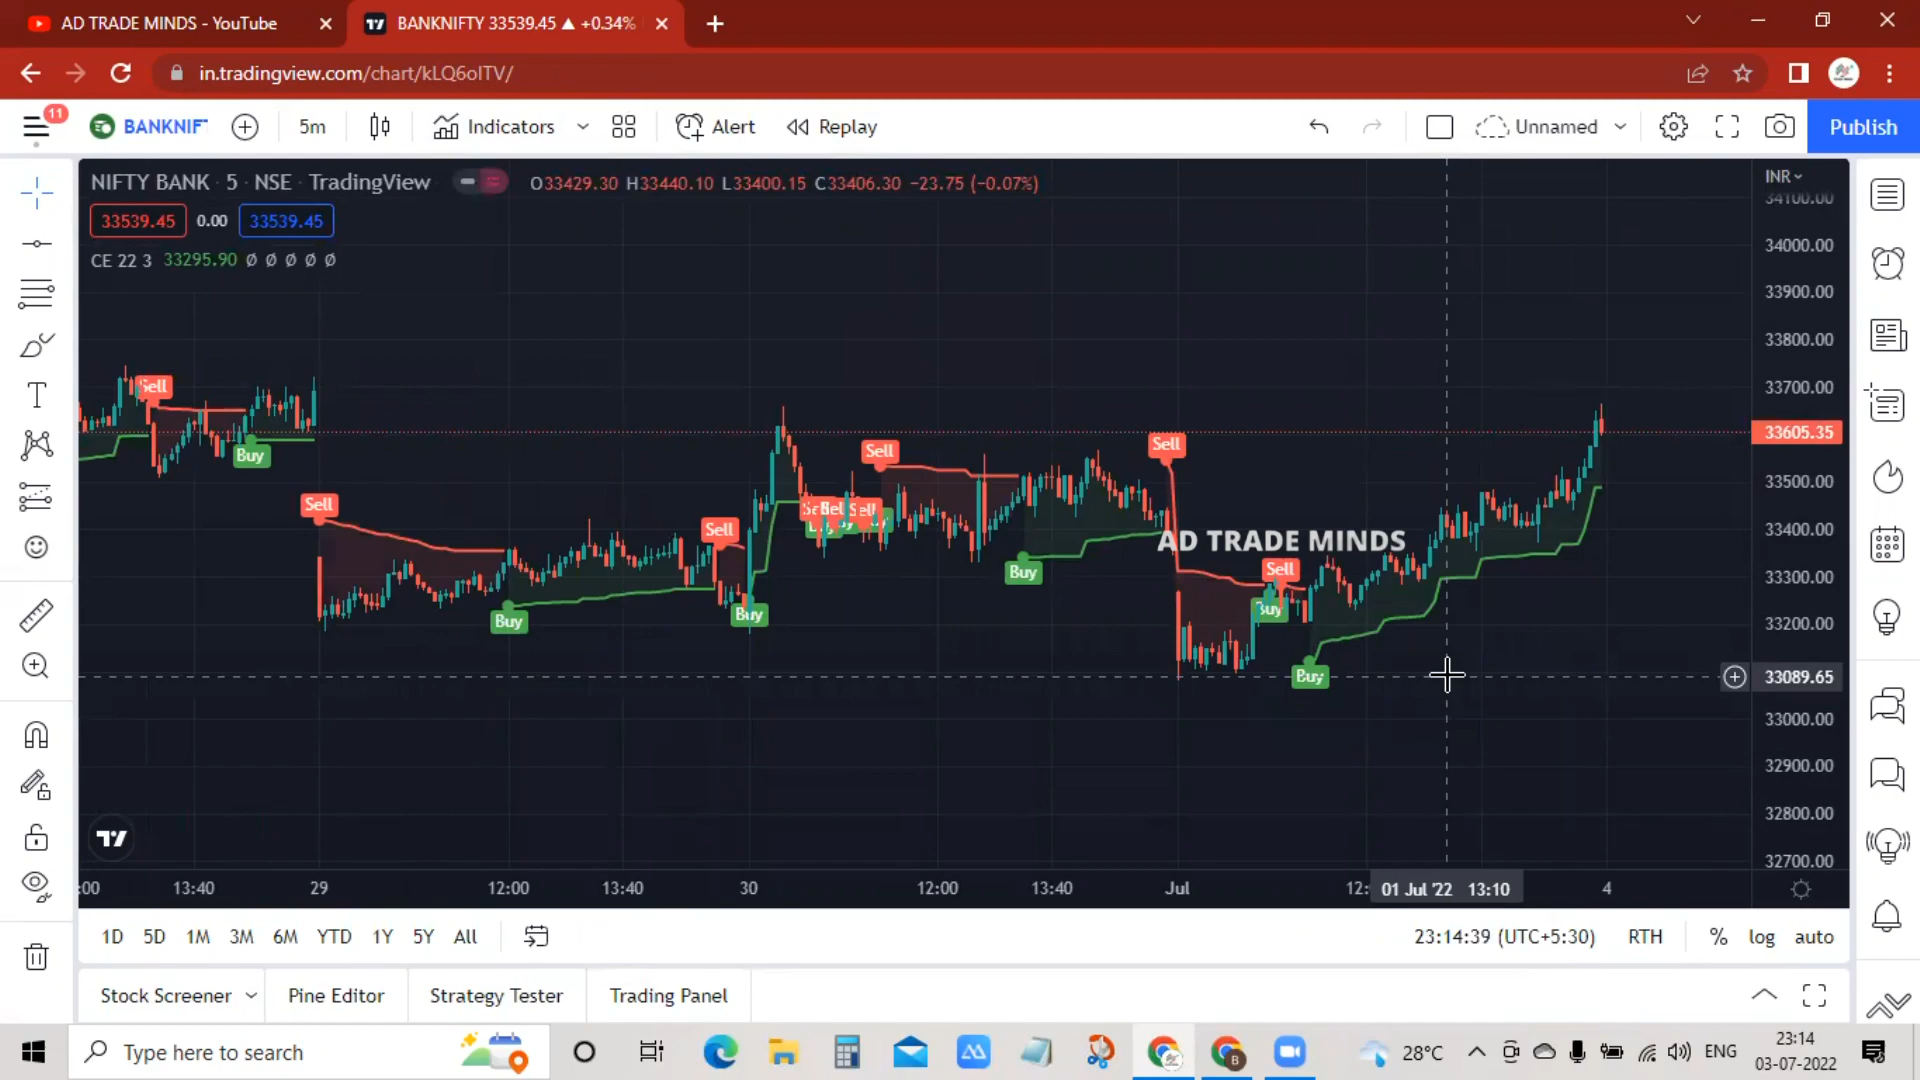 AD TRADE MINDS - YouTube
BANKNIFTY 33539.45 ▲ +0.34%
in.tradingview.com/chart/kLQ6oITV/
11
BANKNIF
5m
Indicators
Alert
Replay
Unnamed
Publish
NIFTY BANK · 5 · NSE · TradingView
O33429.30 H33440.10 L33400.15 C33406.30 −23.75 (−0.07%)
INR
34100.00
33539.45 0.00 33539.45
CE 22 3 33295.90 Ø Ø Ø Ø Ø
34000.00
33900.00
33800.00
33700.00
33605.35
33500.00
33400.00
33300.00
33200.00
33089.65
33000.00
32900.00
32800.00
32700.00
Sell
Buy
Sell
Buy
Sell
Buy
Sell
Sell
Buy
Sell
AD TRADE MINDS
Sell
Buy
Buy
:00
13:40
29
12:00
13:40
30
12:00
13:40
Jul
12:
01 Jul '22 13:10
4
1D 5D 1M 3M 6M YTD 1Y 5Y All
23:14:39 (UTC+5:30)
RTH
%
log
auto
Stock Screener
Pine Editor
Strategy Tester
Trading Panel
Type here to search
B
28°C
ENG
23:14
03-07-2022